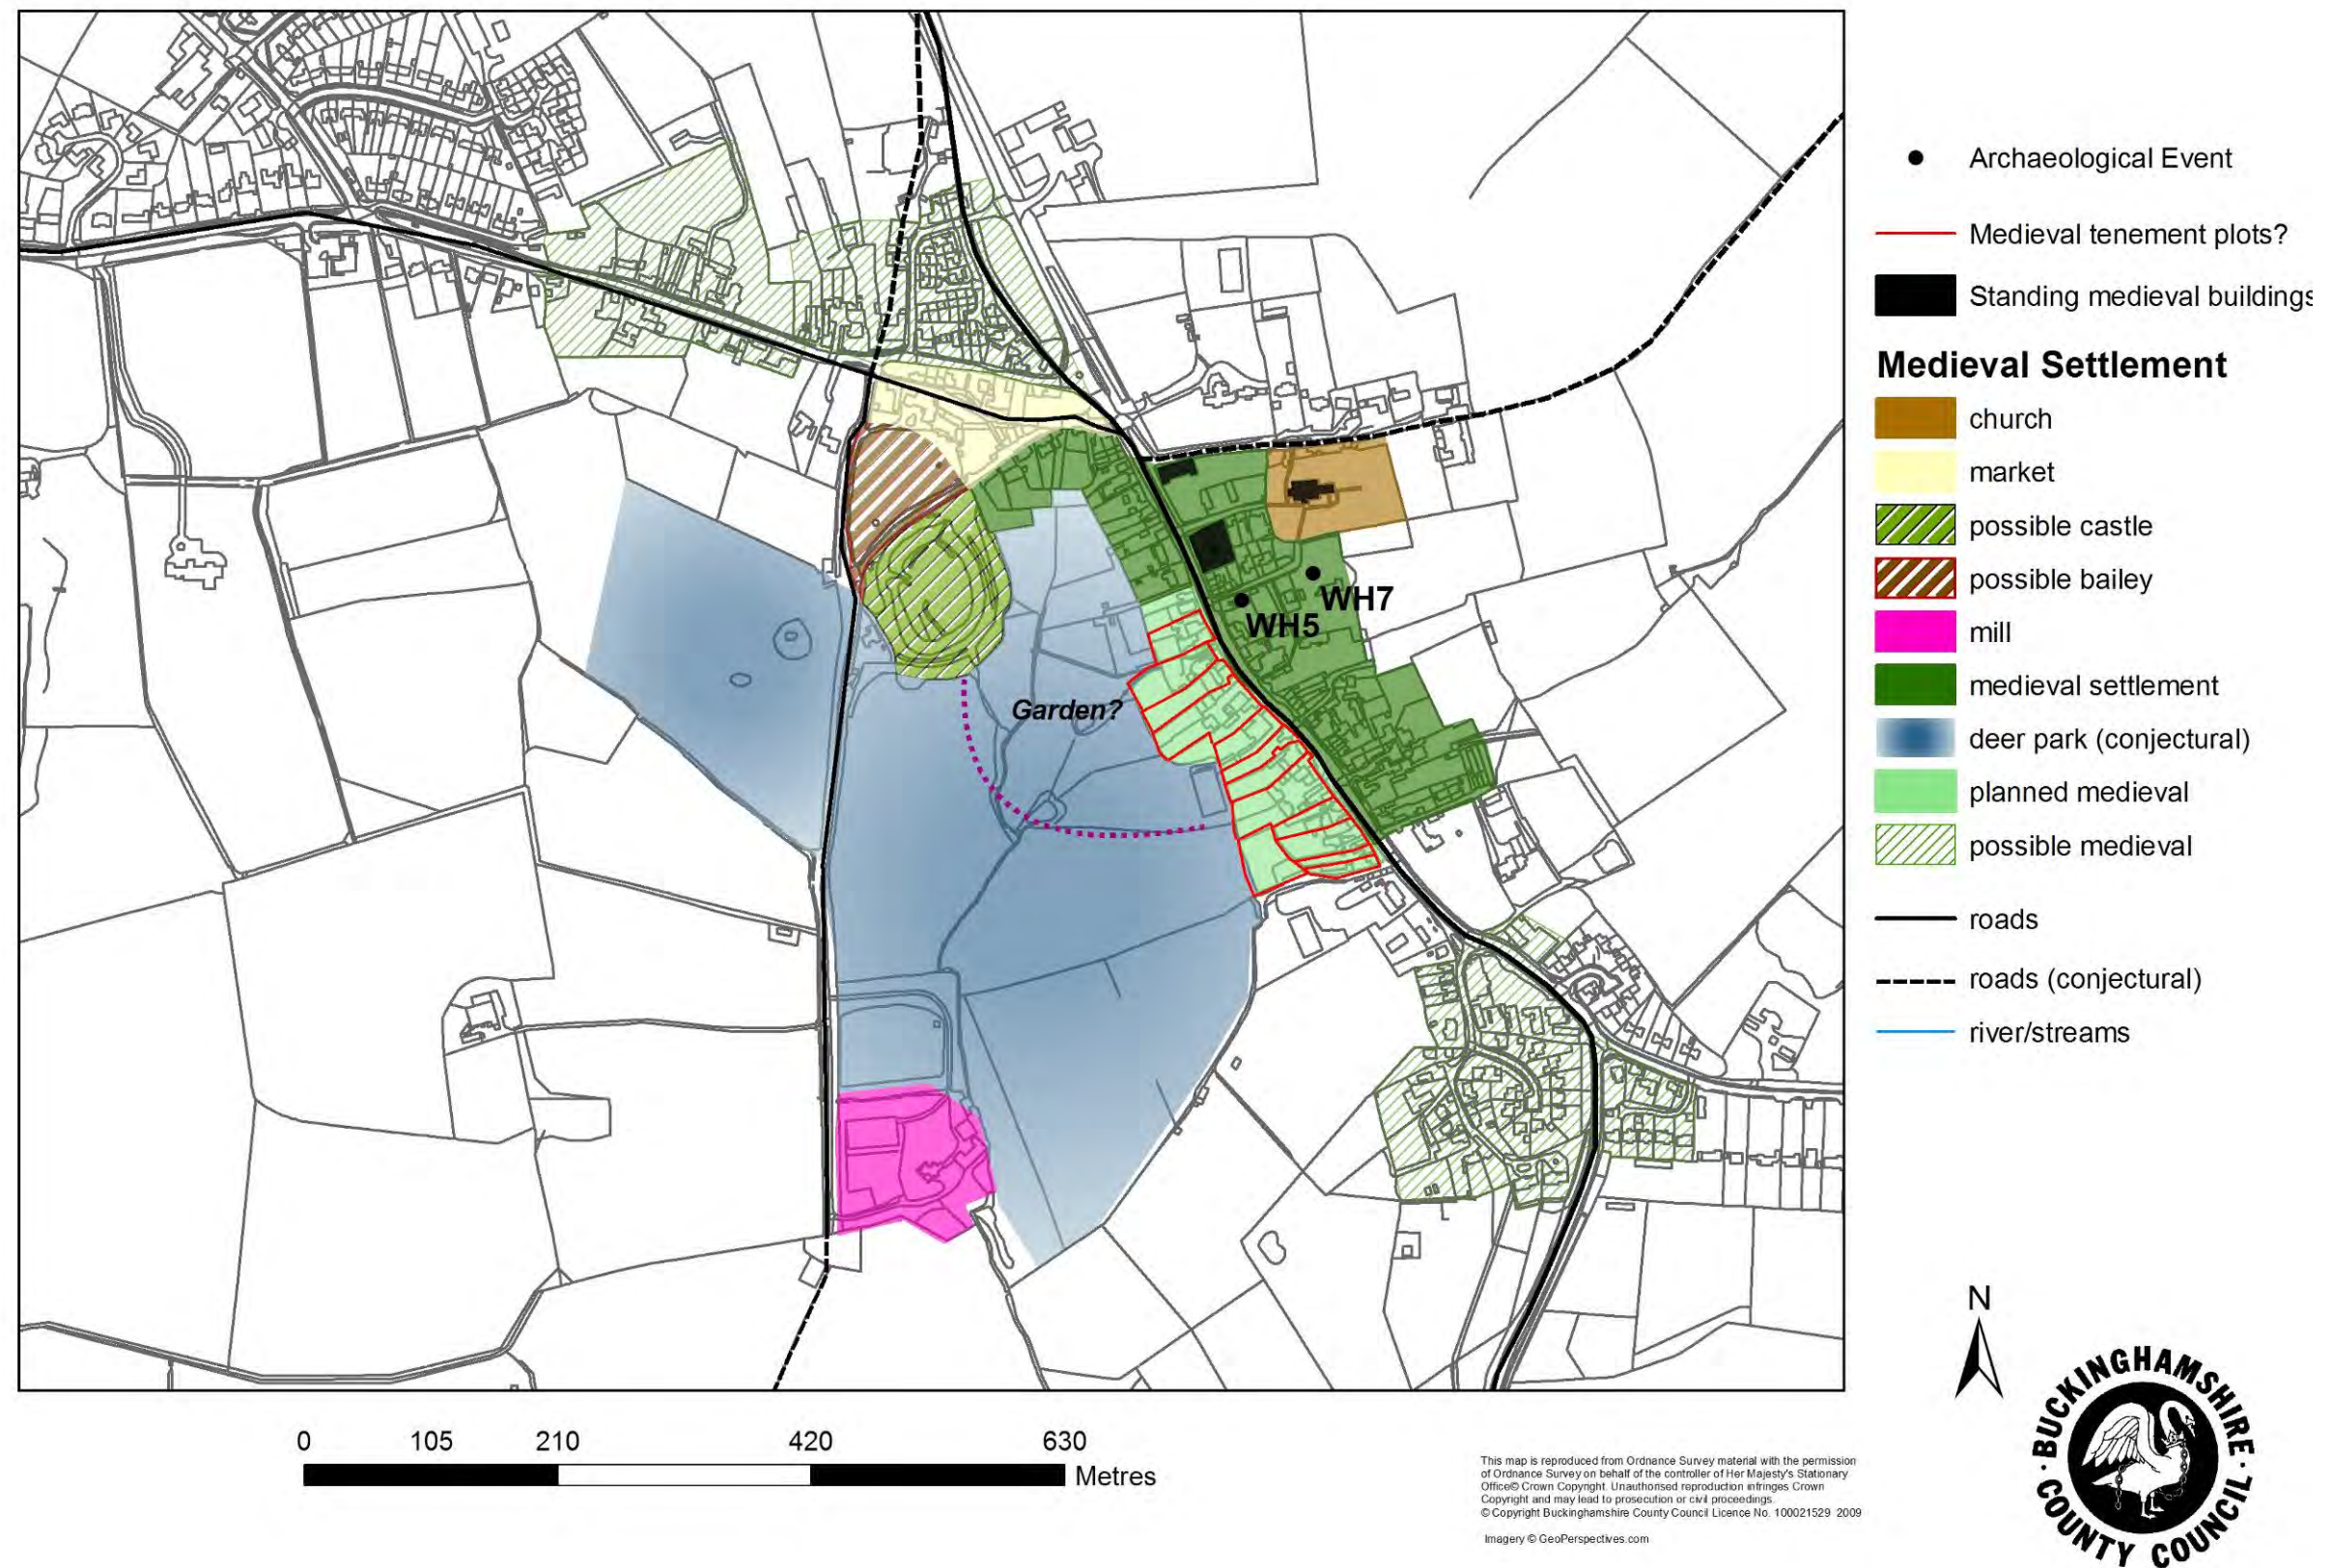 Archaeological Event
Medieval tenement plots?
Standing medieval buildings
Medieval Settlement
church
market
possible castle
possible bailey
mill
medieval settlement
deer park (conjectural)
planned medieval
possible medieval
roads
roads (conjectural)
river/streams
WH7
WH5
Garden?
N
0 105 210 420 630
Metres
This map is reproduced from Ordnance Survey material with the permission
of Ordnance Survey on behalf of the controller of Her Majesty's Stationary
Office© Crown Copyright. Unauthorised reproduction infringes Crown
Copyright and may lead to prosecution or civil proceedings.
© Copyright Buckinghamshire County Council Licence No. 100021529 2009
Imagery © GeoPerspectives.com
BUCKINGHAMSHIRE
COUNTY COUNCIL